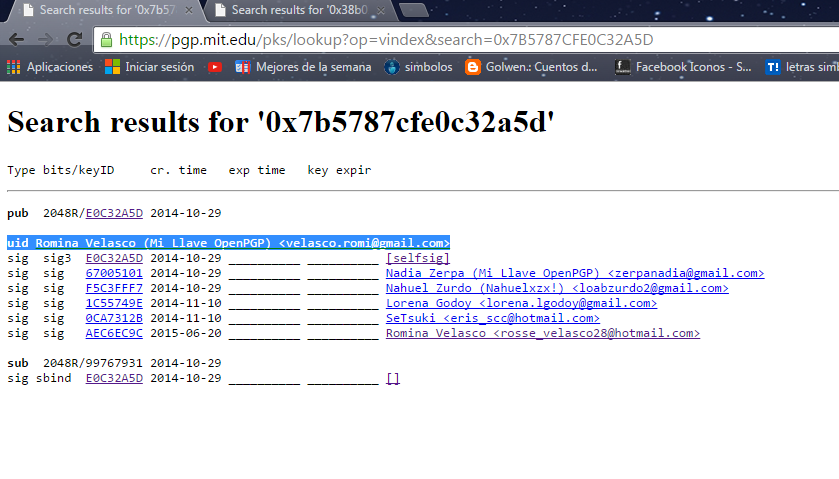 Search results for '0x7b57
Search results for '0x38b0
https://pgp.mit.edu/pks/lookup?op=vindex&search=0x7B5787CFE0C32A5D
Aplicaciones Iniciar sesión Mejores de la semana simbolos Golwen.: Cuentos d... Facebook Iconos - S... T! letras simb
Search results for '0x7b5787cfe0c32a5d'
Type bits/keyID cr. time exp time key expir
pub 2048R/E0C32A5D 2014-10-29
uid Romina Velasco (Mi Llave OpenPGP) <velasco.romi@gmail.com>
sig sig3 E0C32A5D 2014-10-29 __________ __________ [selfsig]
sig sig 67005101 2014-10-29 __________ __________ Nadia Zerpa (Mi Llave OpenPGP) <zerpanadia@gmail.com>
sig sig F5C3FFF7 2014-10-29 __________ __________ Nahuel Zurdo (Nahuelxzx!) <loabzurdo2@gmail.com>
sig sig 1C55749E 2014-11-10 __________ __________ Lorena Godoy <lorena.lgodoy@gmail.com>
sig sig 0CA7312B 2014-11-10 __________ __________ SeTsuki <eris_scc@hotmail.com>
sig sig AEC6EC9C 2015-06-20 __________ __________ Romina Velasco <rosse_velasco28@hotmail.com>
sub 2048R/99767931 2014-10-29
sig sbind E0C32A5D 2014-10-29 __________ __________ []